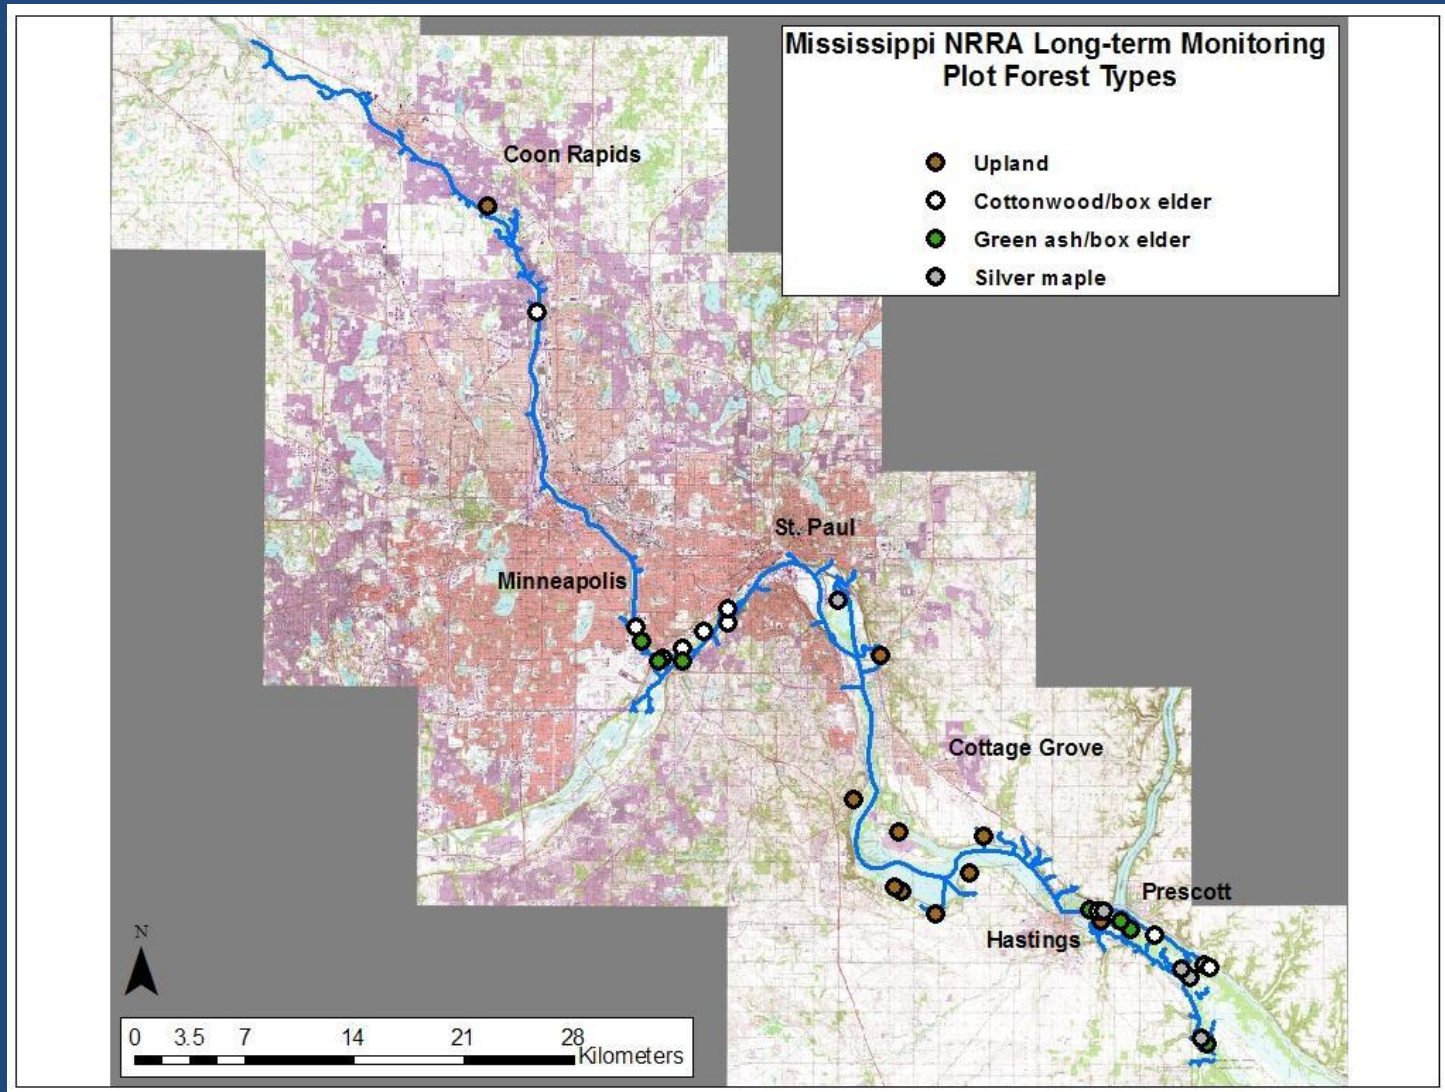 Mississippi NRRA Long-term Monitoring
Plot Forest Types
Upland
Cottonwood/box elder
Green ash/box elder
Silver maple
Coon Rapids
St. Paul
Minneapolis
Cottage Grove
Prescott
Hastings
N
0 3.5 7 14 21 28
Kilometers